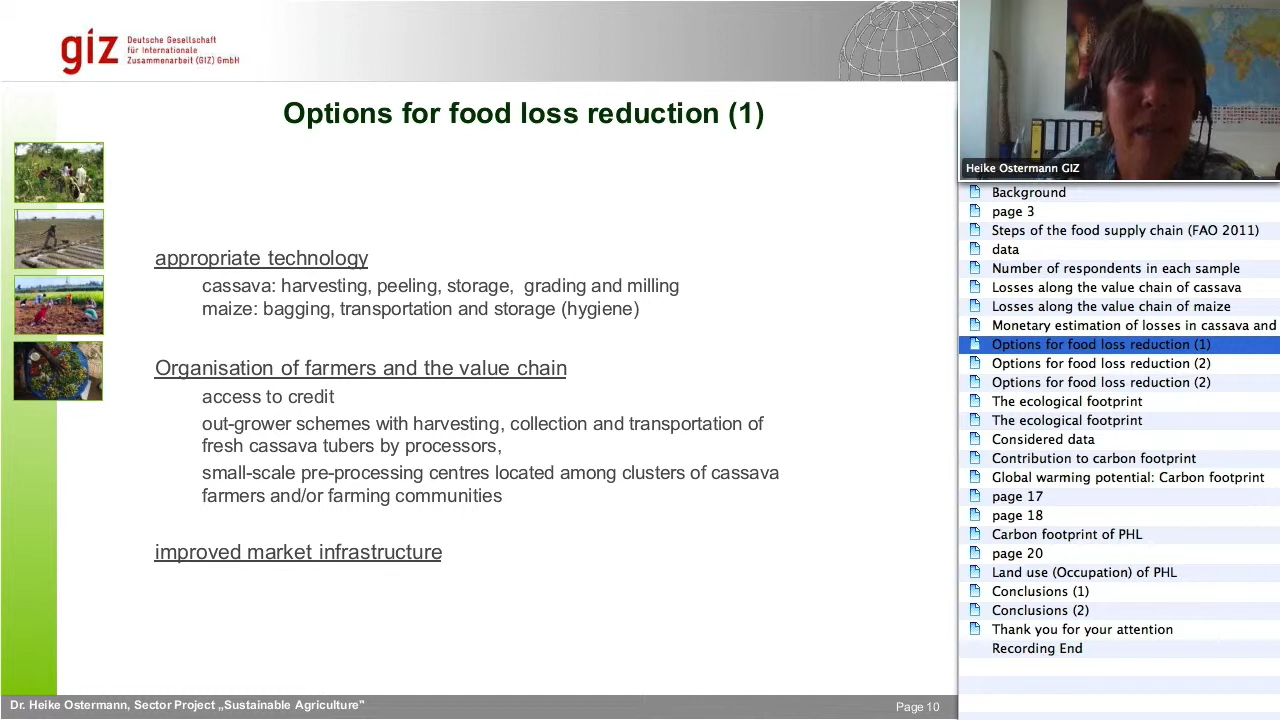 giz Deutsche Gesellschaft
für Internationale
Zusammenarbeit (GIZ) GmbH
Options for food loss reduction (1)
appropriate technology
cassava: harvesting, peeling, storage, grading and milling
maize: bagging, transportation and storage (hygiene)
Organisation of farmers and the value chain
access to credit
out-grower schemes with harvesting, collection and transportation of
fresh cassava tubers by processors,
small-scale pre-processing centres located among clusters of cassava
farmers and/or farming communities
improved market infrastructure
Dr. Heike Ostermann, Sector Project „Sustainable Agriculture"
Page 10
Heike Ostermann GIZ
Background
page 3
Steps of the food supply chain (FAO 2011)
data
Number of respondents in each sample
Losses along the value chain of cassava
Losses along the value chain of maize
Monetary estimation of losses in cassava and
Options for food loss reduction (1)
Options for food loss reduction (2)
Options for food loss reduction (2)
The ecological footprint
The ecological footprint
Considered data
Contribution to carbon footprint
Global warming potential: Carbon footprint
page 17
page 18
Carbon footprint of PHL
page 20
Land use (Occupation) of PHL
Conclusions (1)
Conclusions (2)
Thank you for your attention
Recording End